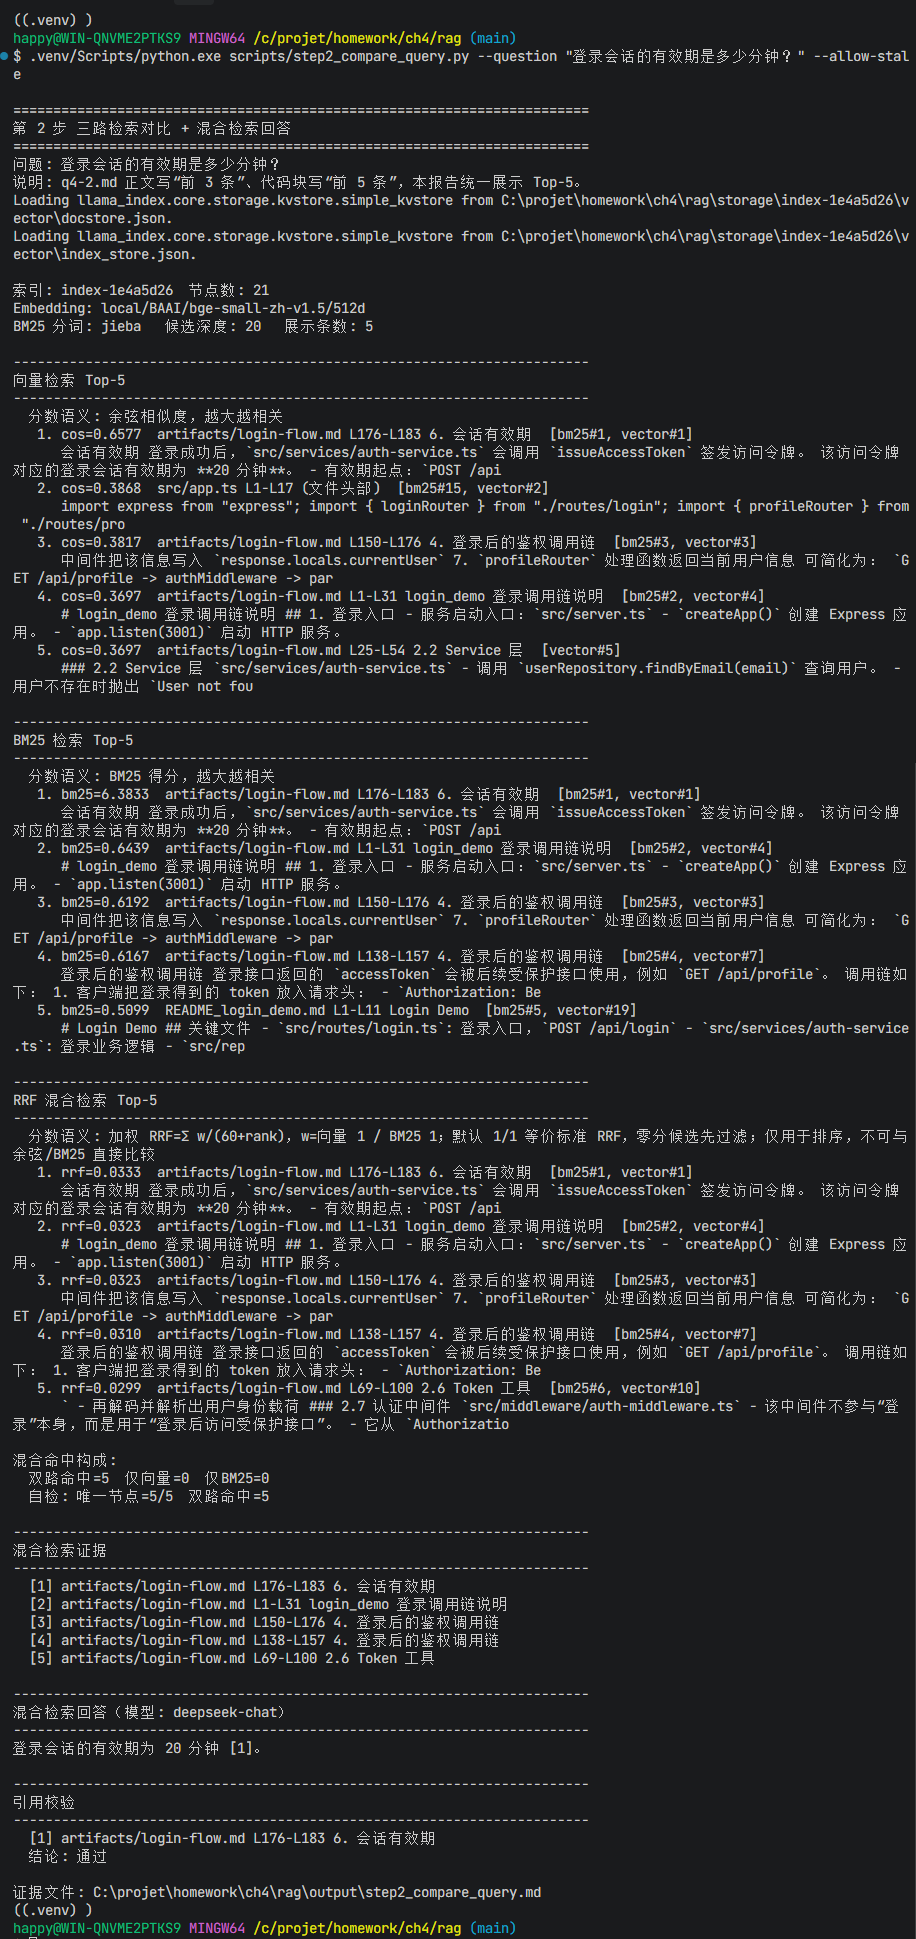 ((.venv) )
happy@WIN-QNVME2PTKS9 MINGW64 /c/projet/homework/ch4/rag (main)
$ .venv/Scripts/python.exe scripts/step2_compare_query.py --question "登录会话的有效期是多少分钟？" --allow-stal
e

========================================================================
第 2 步 三路检索对比 + 混合检索回答
========================================================================
问题: 登录会话的有效期是多少分钟？
说明: q4-2.md 正文写“前 3 条”、代码块写“前 5 条”，本报告统一展示 Top-5。
Loading llama_index.core.storage.kvstore.simple_kvstore from C:\projet\homework\ch4\rag\storage\index-1e4a5d26\v
ector\docstore.json.
Loading llama_index.core.storage.kvstore.simple_kvstore from C:\projet\homework\ch4\rag\storage\index-1e4a5d26\v
ector\index_store.json.

索引: index-1e4a5d26  节点数: 21
Embedding: local/BAAI/bge-small-zh-v1.5/512d
BM25 分词: jieba   候选深度: 20   展示条数: 5

------------------------------------------------------------------------
向量检索 Top-5
------------------------------------------------------------------------
  分数语义: 余弦相似度，越大越相关
   1. cos=0.6577  artifacts/login-flow.md L176-L183 6. 会话有效期  [bm25#1, vector#1]
      会话有效期 登录成功后，`src/services/auth-service.ts` 会调用 `issueAccessToken` 签发访问令牌。 该访问令牌
对应的登录会话有效期为 **20 分钟**。 - 有效期起点：`POST /api
   2. cos=0.3868  src/app.ts L1-L17 (文件头部)  [bm25#15, vector#2]
      import express from "express"; import { loginRouter } from "./routes/login"; import { profileRouter } from
 "./routes/pro
   3. cos=0.3817  artifacts/login-flow.md L150-L176 4. 登录后的鉴权调用链  [bm25#3, vector#3]
      中间件把该信息写入 `response.locals.currentUser` 7. `profileRouter` 处理函数返回当前用户信息 可简化为： `G
ET /api/profile -> authMiddleware -> par
   4. cos=0.3697  artifacts/login-flow.md L1-L31 login_demo 登录调用链说明  [bm25#2, vector#4]
      # login_demo 登录调用链说明 ## 1. 登录入口 - 服务启动入口：`src/server.ts` - `createApp()` 创建 Express 应
用。 - `app.listen(3001)` 启动 HTTP 服务。
   5. cos=0.3697  artifacts/login-flow.md L25-L54 2.2 Service 层  [vector#5]
      ### 2.2 Service 层 `src/services/auth-service.ts` - 调用 `userRepository.findByEmail(email)` 查询用户。 -
用户不存在时抛出 `User not fou

------------------------------------------------------------------------
BM25 检索 Top-5
------------------------------------------------------------------------
  分数语义: BM25 得分，越大越相关
   1. bm25=6.3833  artifacts/login-flow.md L176-L183 6. 会话有效期  [bm25#1, vector#1]
      会话有效期 登录成功后，`src/services/auth-service.ts` 会调用 `issueAccessToken` 签发访问令牌。 该访问令牌
对应的登录会话有效期为 **20 分钟**。 - 有效期起点：`POST /api
   2. bm25=0.6439  artifacts/login-flow.md L1-L31 login_demo 登录调用链说明  [bm25#2, vector#4]
      # login_demo 登录调用链说明 ## 1. 登录入口 - 服务启动入口：`src/server.ts` - `createApp()` 创建 Express 应
用。 - `app.listen(3001)` 启动 HTTP 服务。
   3. bm25=0.6192  artifacts/login-flow.md L150-L176 4. 登录后的鉴权调用链  [bm25#3, vector#3]
      中间件把该信息写入 `response.locals.currentUser` 7. `profileRouter` 处理函数返回当前用户信息 可简化为： `G
ET /api/profile -> authMiddleware -> par
   4. bm25=0.6167  artifacts/login-flow.md L138-L157 4. 登录后的鉴权调用链  [bm25#4, vector#7]
      登录后的鉴权调用链 登录接口返回的 `accessToken` 会被后续受保护接口使用，例如 `GET /api/profile`。 调用链如
下： 1. 客户端把登录得到的 token 放入请求头： - `Authorization: Be
   5. bm25=0.5099  README_login_demo.md L1-L11 Login Demo  [bm25#5, vector#19]
      # Login Demo ## 关键文件 - `src/routes/login.ts`: 登录入口，`POST /api/login` - `src/services/auth-service
.ts`: 登录业务逻辑 - `src/rep

------------------------------------------------------------------------
RRF 混合检索 Top-5
------------------------------------------------------------------------
  分数语义: 加权 RRF=Σ w/(60+rank)，w=向量 1 / BM25 1；默认 1/1 等价标准 RRF，零分候选先过滤；仅用于排序，不可与
余弦/BM25 直接比较
   1. rrf=0.0333  artifacts/login-flow.md L176-L183 6. 会话有效期  [bm25#1, vector#1]
      会话有效期 登录成功后，`src/services/auth-service.ts` 会调用 `issueAccessToken` 签发访问令牌。 该访问令牌
对应的登录会话有效期为 **20 分钟**。 - 有效期起点：`POST /api
   2. rrf=0.0323  artifacts/login-flow.md L1-L31 login_demo 登录调用链说明  [bm25#2, vector#4]
      # login_demo 登录调用链说明 ## 1. 登录入口 - 服务启动入口：`src/server.ts` - `createApp()` 创建 Express 应
用。 - `app.listen(3001)` 启动 HTTP 服务。
   3. rrf=0.0323  artifacts/login-flow.md L150-L176 4. 登录后的鉴权调用链  [bm25#3, vector#3]
      中间件把该信息写入 `response.locals.currentUser` 7. `profileRouter` 处理函数返回当前用户信息 可简化为： `G
ET /api/profile -> authMiddleware -> par
   4. rrf=0.0310  artifacts/login-flow.md L138-L157 4. 登录后的鉴权调用链  [bm25#4, vector#7]
      登录后的鉴权调用链 登录接口返回的 `accessToken` 会被后续受保护接口使用，例如 `GET /api/profile`。 调用链如
下： 1. 客户端把登录得到的 token 放入请求头： - `Authorization: Be
   5. rrf=0.0299  artifacts/login-flow.md L69-L100 2.6 Token 工具  [bm25#6, vector#10]
      ` - 再解码并解析出用户身份载荷 ### 2.7 认证中间件 `src/middleware/auth-middleware.ts` - 该中间件不参与“登
录”本身，而是用于“登录后访问受保护接口”。 - 它从 `Authorizatio

混合命中构成:
  双路命中=5  仅向量=0  仅BM25=0
  自检: 唯一节点=5/5  双路命中=5

------------------------------------------------------------------------
混合检索证据
------------------------------------------------------------------------
  [1] artifacts/login-flow.md L176-L183 6. 会话有效期
  [2] artifacts/login-flow.md L1-L31 login_demo 登录调用链说明
  [3] artifacts/login-flow.md L150-L176 4. 登录后的鉴权调用链
  [4] artifacts/login-flow.md L138-L157 4. 登录后的鉴权调用链
  [5] artifacts/login-flow.md L69-L100 2.6 Token 工具

------------------------------------------------------------------------
混合检索回答（模型: deepseek-chat）
------------------------------------------------------------------------
登录会话的有效期为 20 分钟 [1]。

------------------------------------------------------------------------
引用校验
------------------------------------------------------------------------
  [1] artifacts/login-flow.md L176-L183 6. 会话有效期
  结论: 通过

证据文件: C:\projet\homework\ch4\rag\output\step2_compare_query.md
((.venv) )
happy@WIN-QNVME2PTKS9 MINGW64 /c/projet/homework/ch4/rag (main)